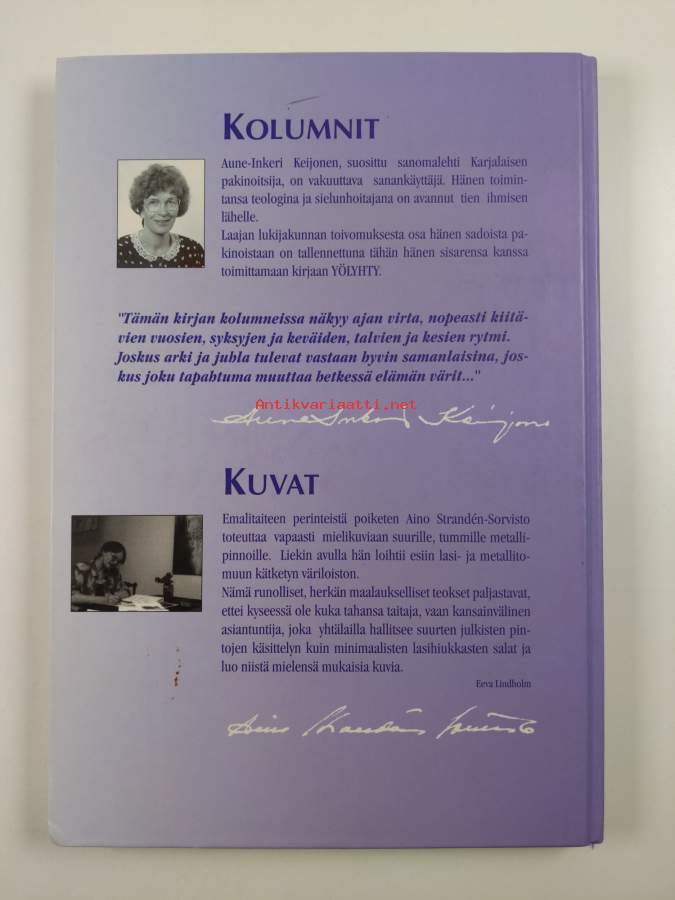 KOLUMNIT
Aune-Inkeri Keijonen, suosittu sanomalehti Karjalaisen
pakinoitsija, on vakuuttava sanankäyttäjä. Hänen toimin-
tansa teologina ja sielunhoitajana on avannut tien ihmisen
lähelle.
Laajan lukijakunnan toivomuksesta osa hänen sadoista pa-
kinoistaan on tallennettuna tähän hänen sisarensa kanssa
toimittamaan kirjaan YÖLYHTY.
"Tämän kirjan kolumneissa näkyy ajan virta, nopeasti kiitä-
vien vuosien, syksyjen ja keväiden, talvien ja kesien rytmi.
Joskus arki ja juhla tulevat vastaan hyvin samanlaisina, jos-
kus joku tapahtuma muuttaa hetkessä elämän värit..."
Antikvariaatti.net
Aune-Inkeri Keijonen
KUVAT
Emalitaiteen perinteistä poiketen Aino Strandén-Sorvisto
toteuttaa vapaasti mielikuviaan suurille, tummille metalli-
pinnoille. Liekin avulla hän loihtii esiin lasi- ja metallito-
muun kätketyn väriloiston.
Nämä runolliset, herkän maalaukselliset teokset paljastavat,
ettei kyseessä ole kuka tahansa taitaja, vaan kansainvälinen
asiantuntija, joka yhtälailla hallitsee suurten julkisten pin-
tojen käsittelyn kuin minimaalisten lasihiukkasten salat ja
luo niistä mielensä mukaisia kuvia.
Eeva Lindholm
Aino Strandén Sorvisto